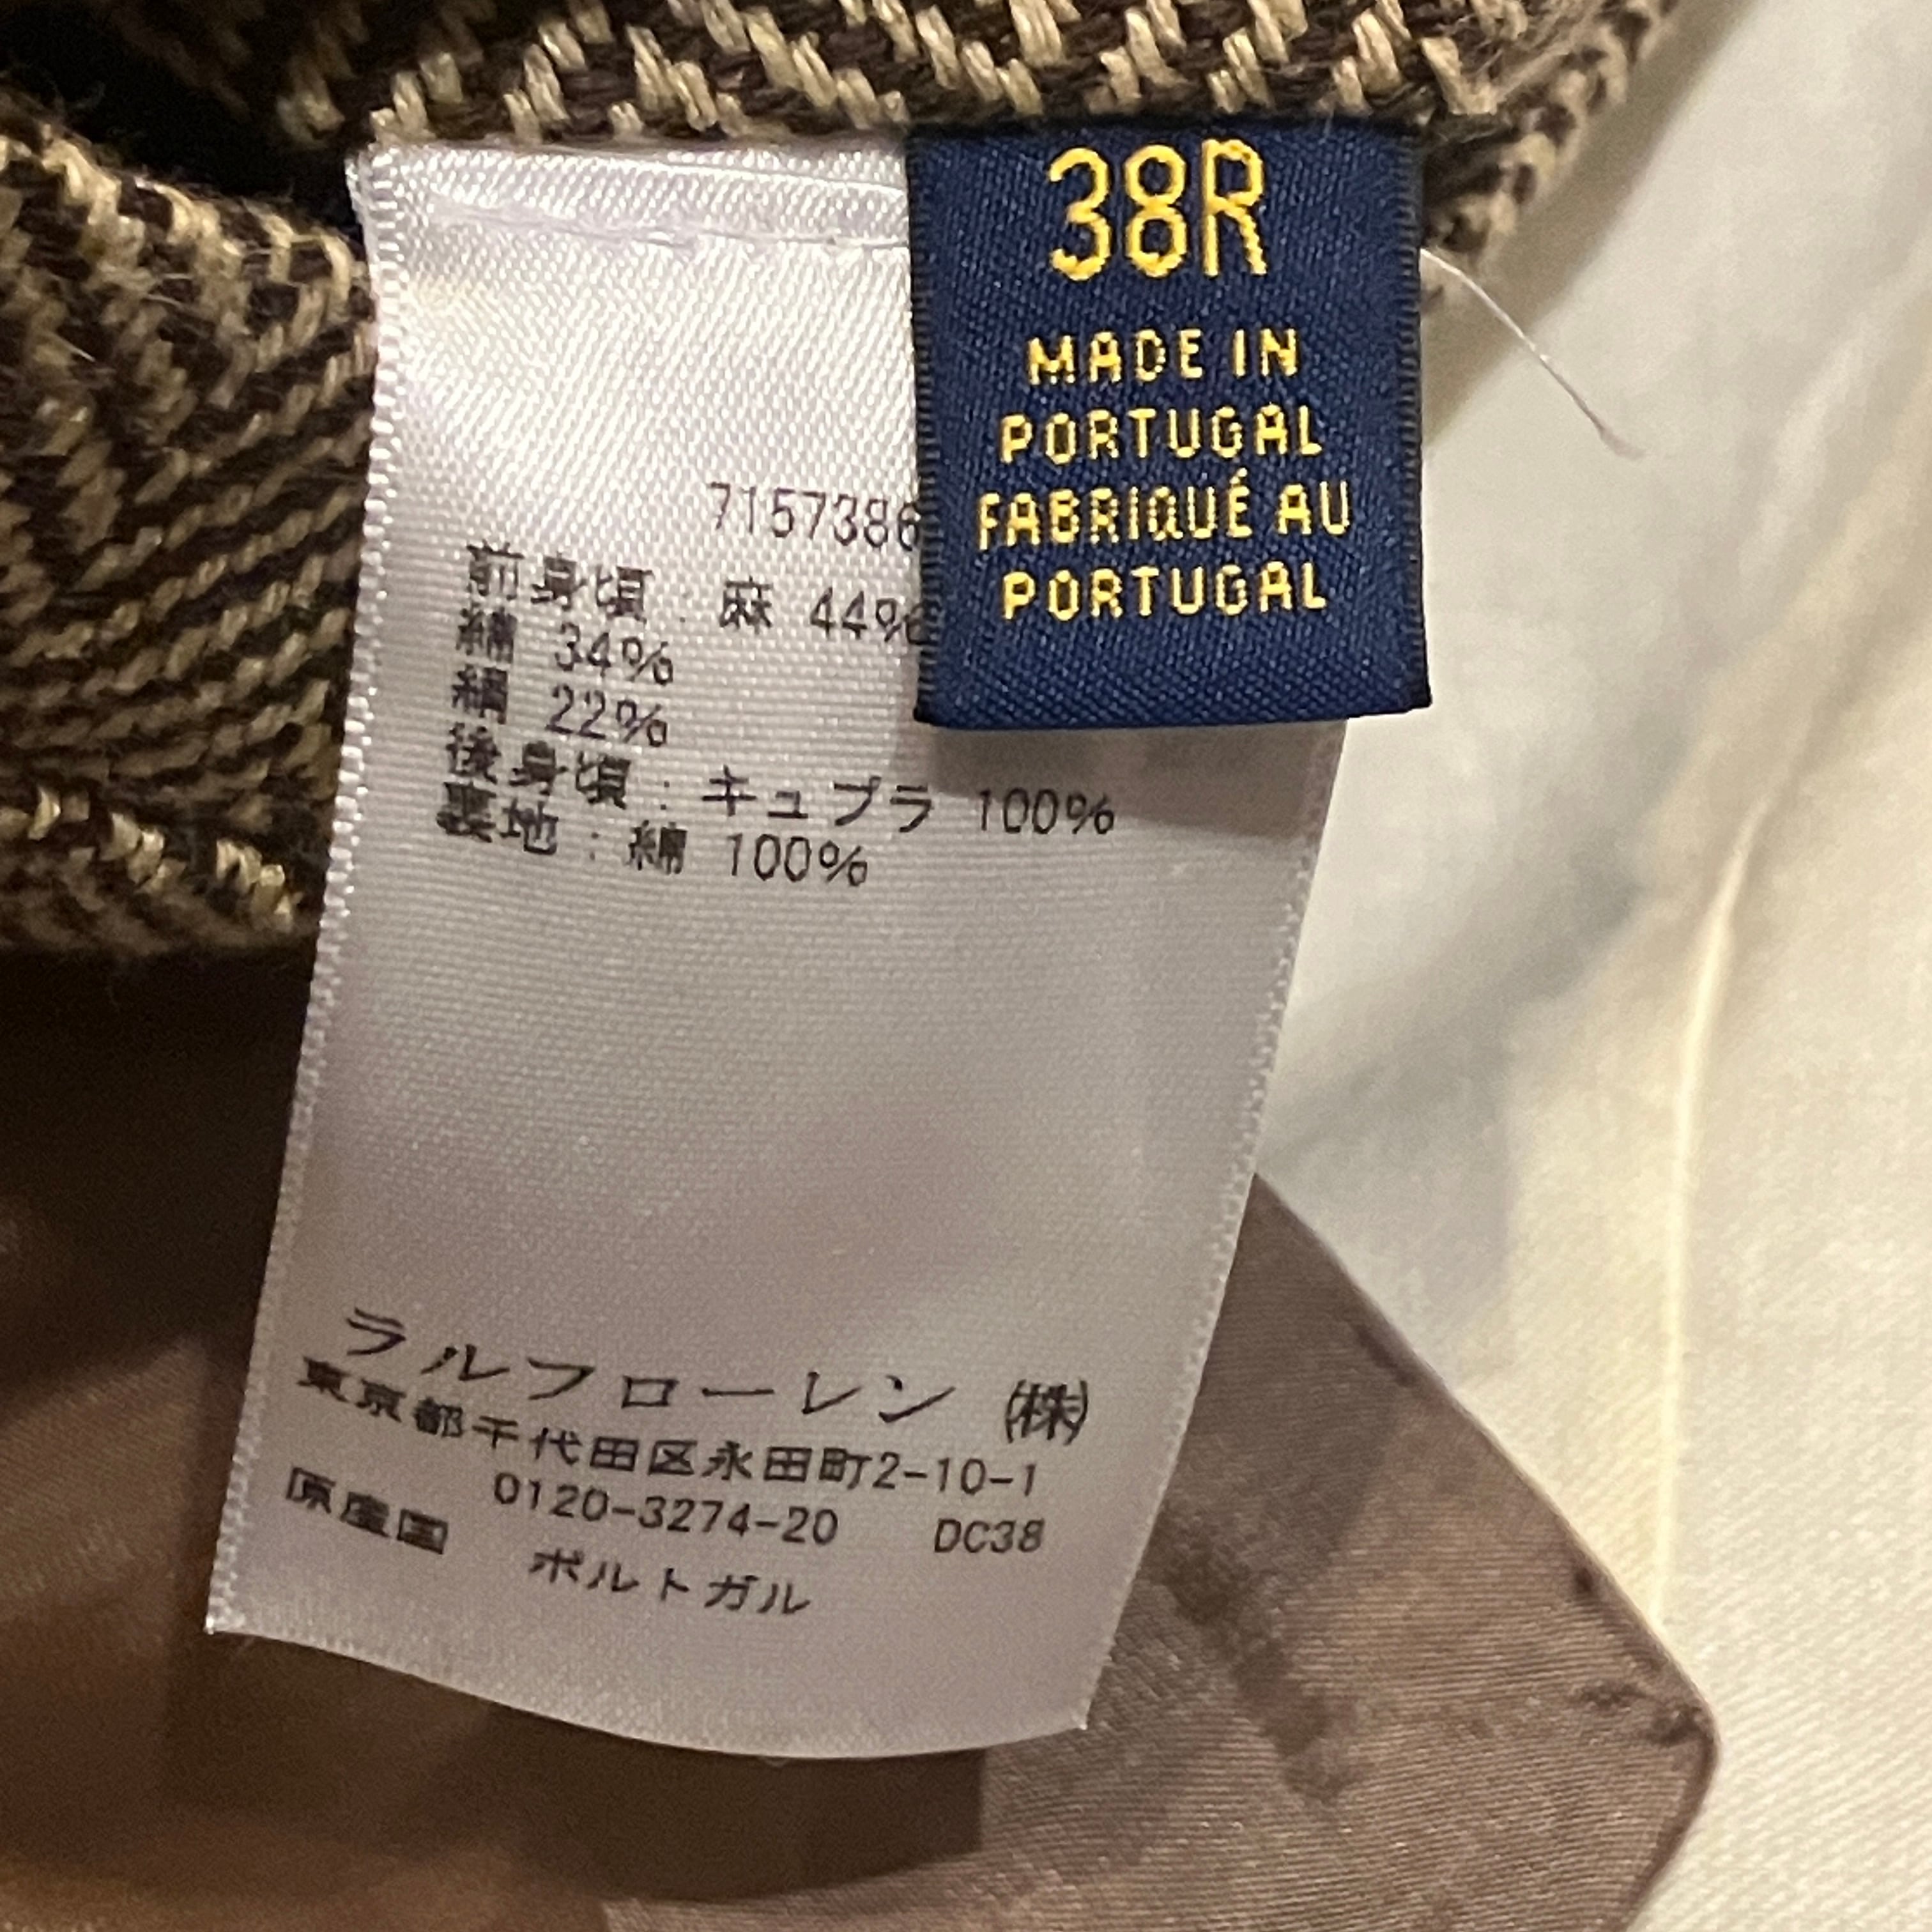 38R
MADE IN
PORTUGAL
FABRIQUÉ AU
PORTUGAL
7157386
前身頃 : 麻 44%
綿 34%
絹 22%
後身頃 : キュプラ 100%
裏地 : 綿 100%
ラルフローレン ㈱
東京都千代田区永田町2-10-1
0120-3274-20 DC38
原産国 ポルトガル